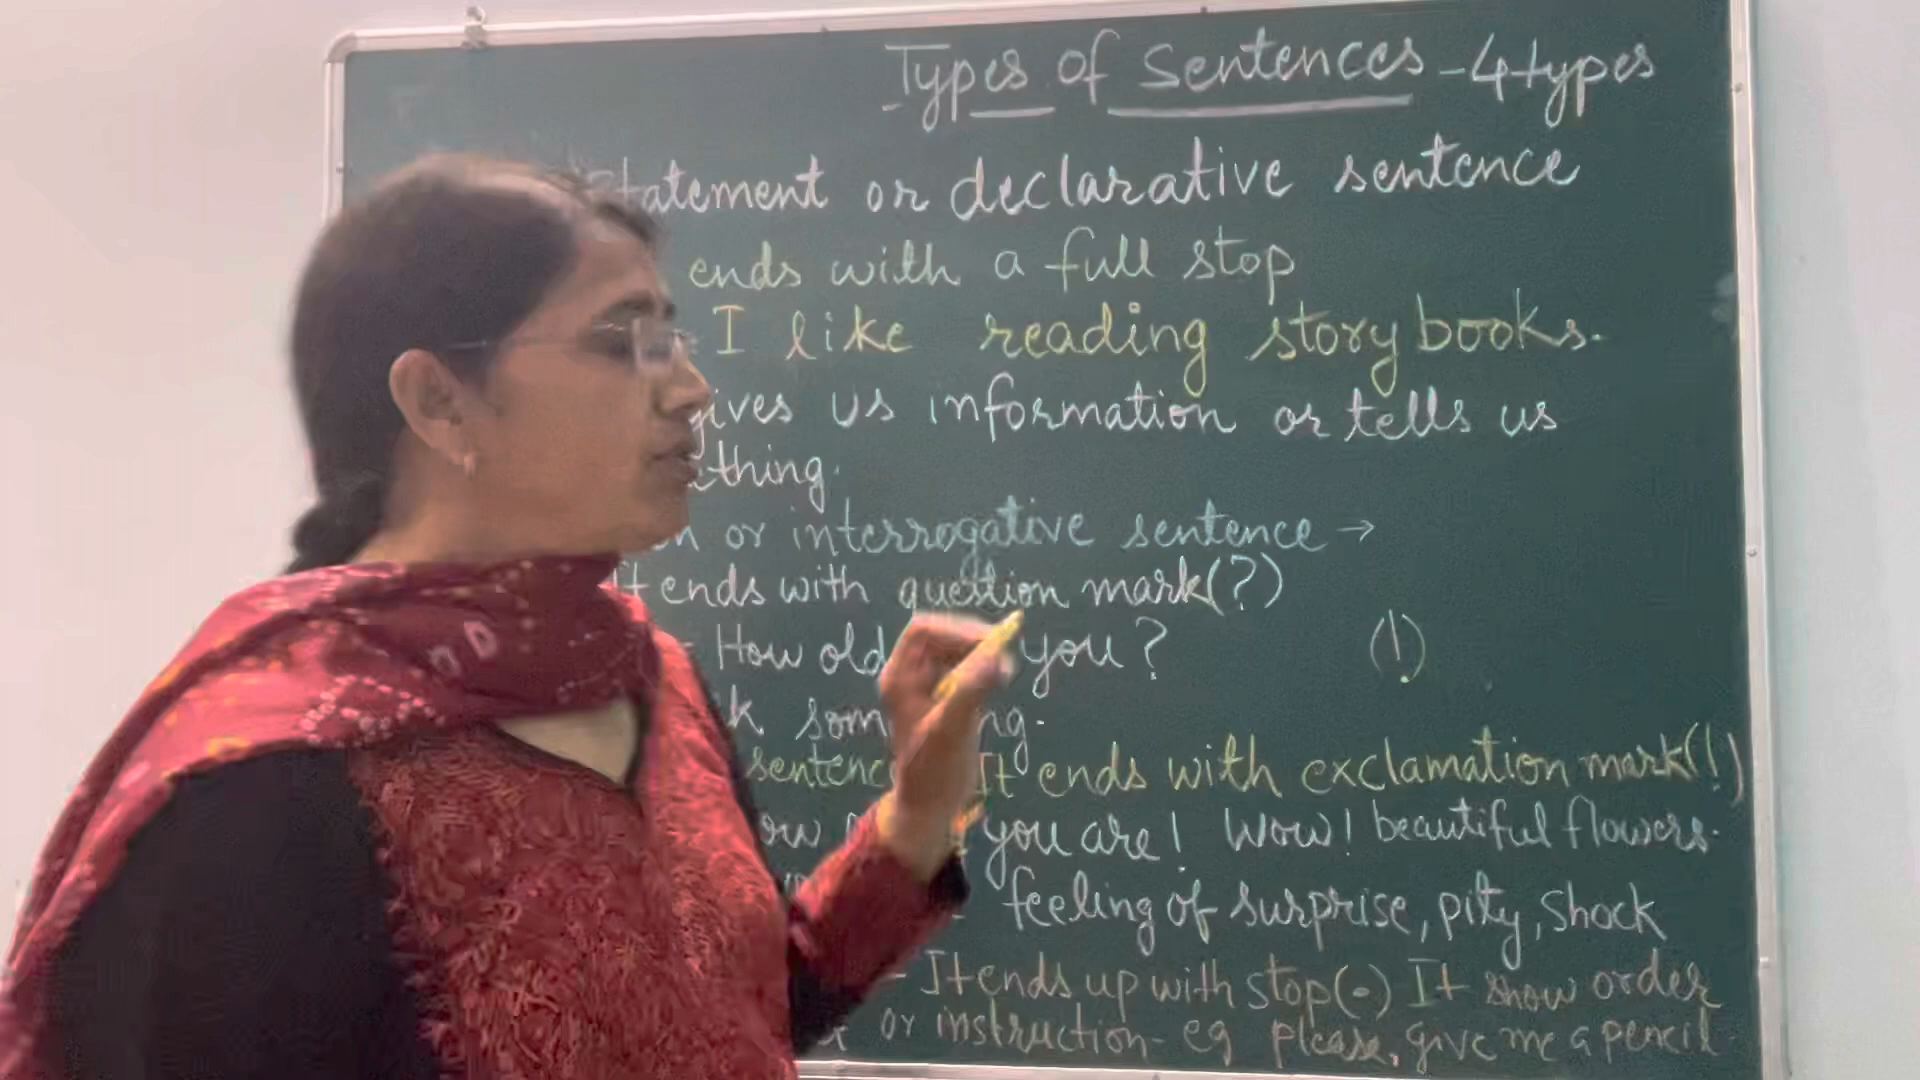 Types of Sentences - 4 types
Statement or declarative sentence
ends with a full stop
I like reading story books.
gives us information or tells us
thing.
or interrogative sentence →
It ends with question mark (?)
- How old you?
(!)
som ng.
sentenc It ends with exclamation mark (!)
you are! Wow! beautiful flowers.
feeling of surprise, pity, shock
- It ends up with stop (.) It show order
or instruction - eg please, give me a pencil.